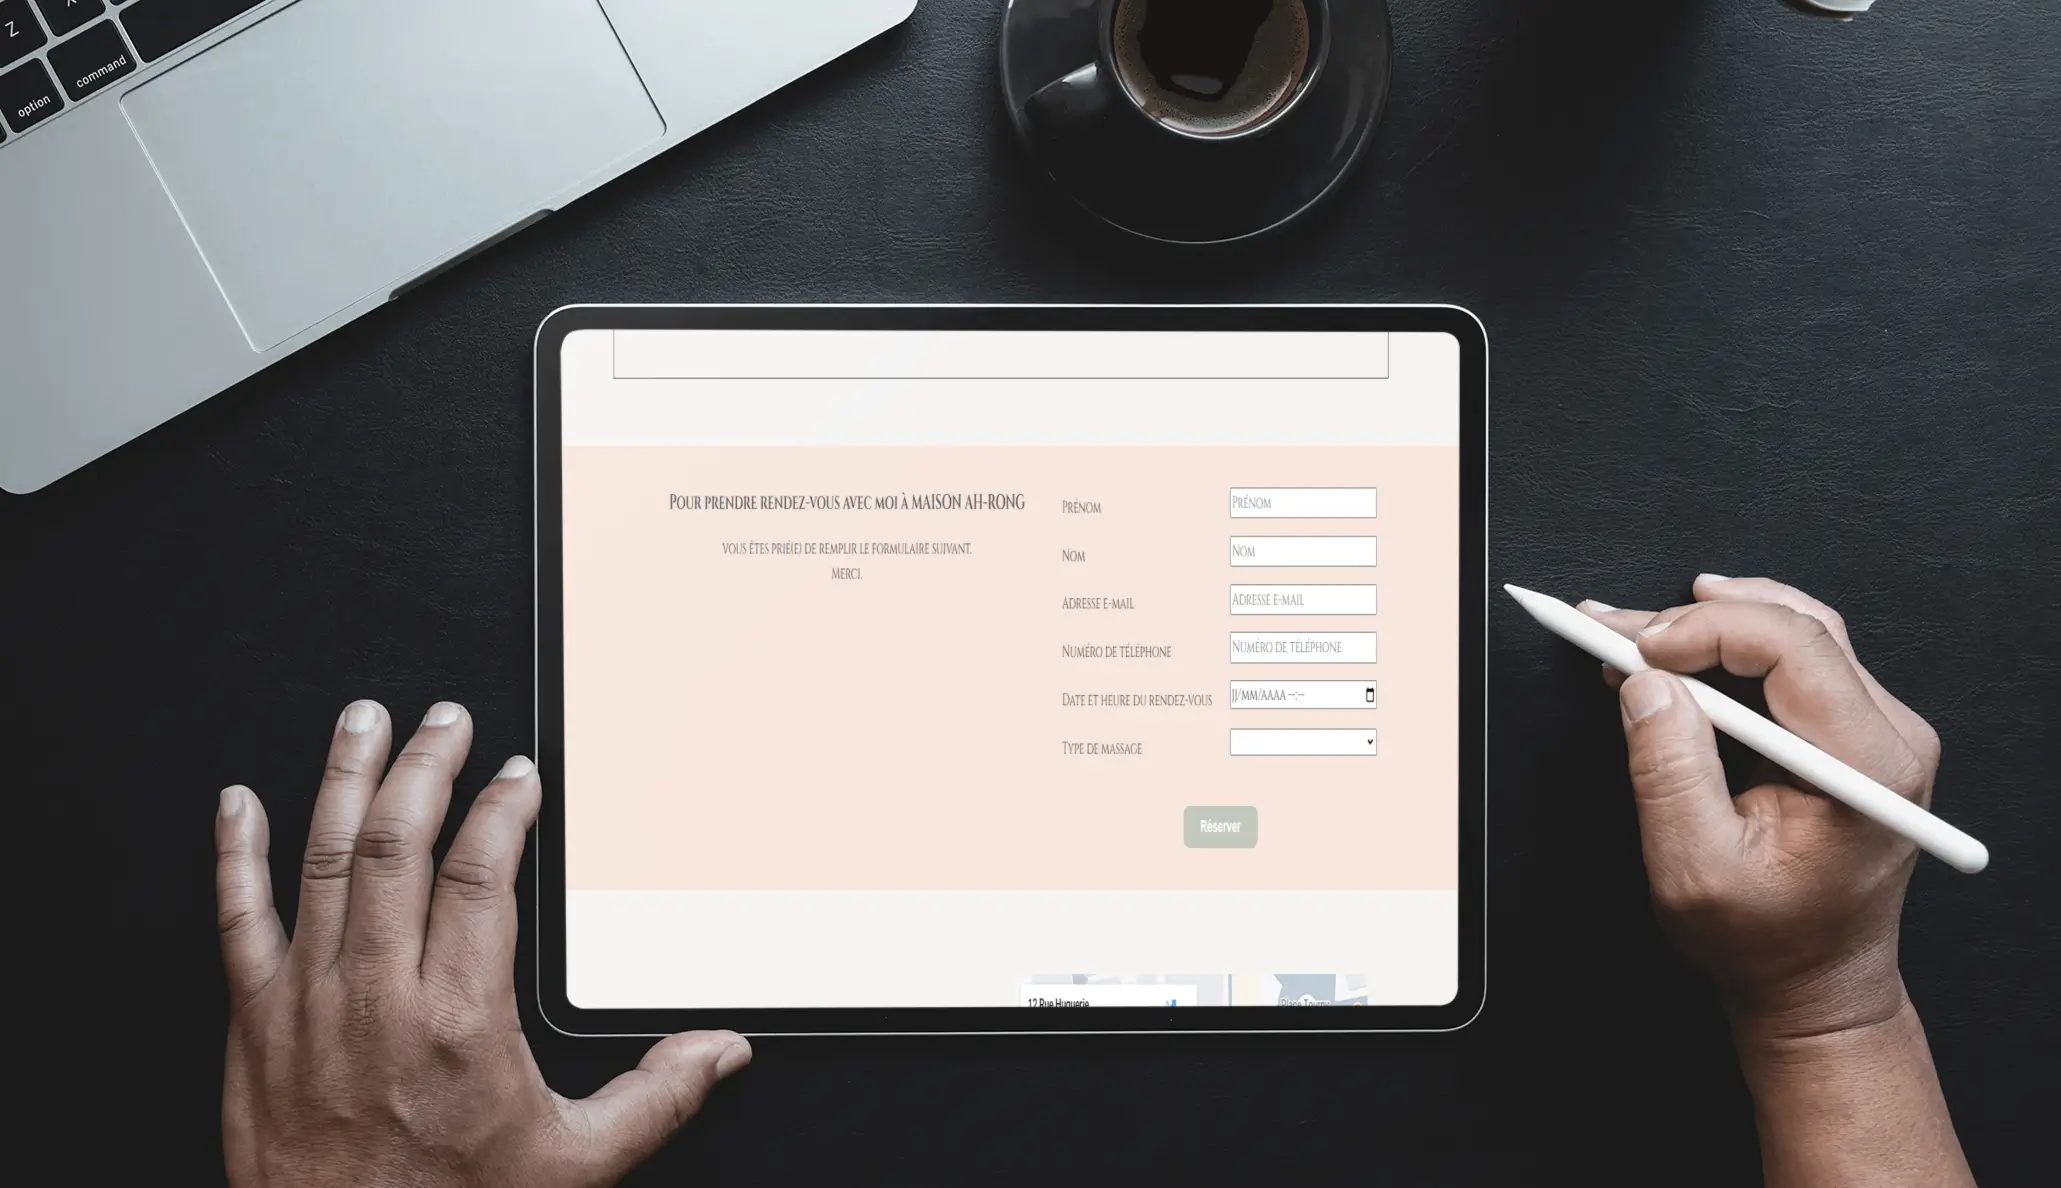 Z
X
command
option
Pour prendre rendez-vous avec moi à MAISON AH-RONG
vous êtes prié(e) de remplir le formulaire suivant.
Merci.
Prénom
Prénom
Nom
Nom
Adresse e-mail
Adresse e-mail
Numéro de téléphone
Numéro de téléphone
Date et heure du rendez-vous
JJ/MM/AAAA --:--
Type de massage
Réserver
12 Rue Huguerie
Place Tourny